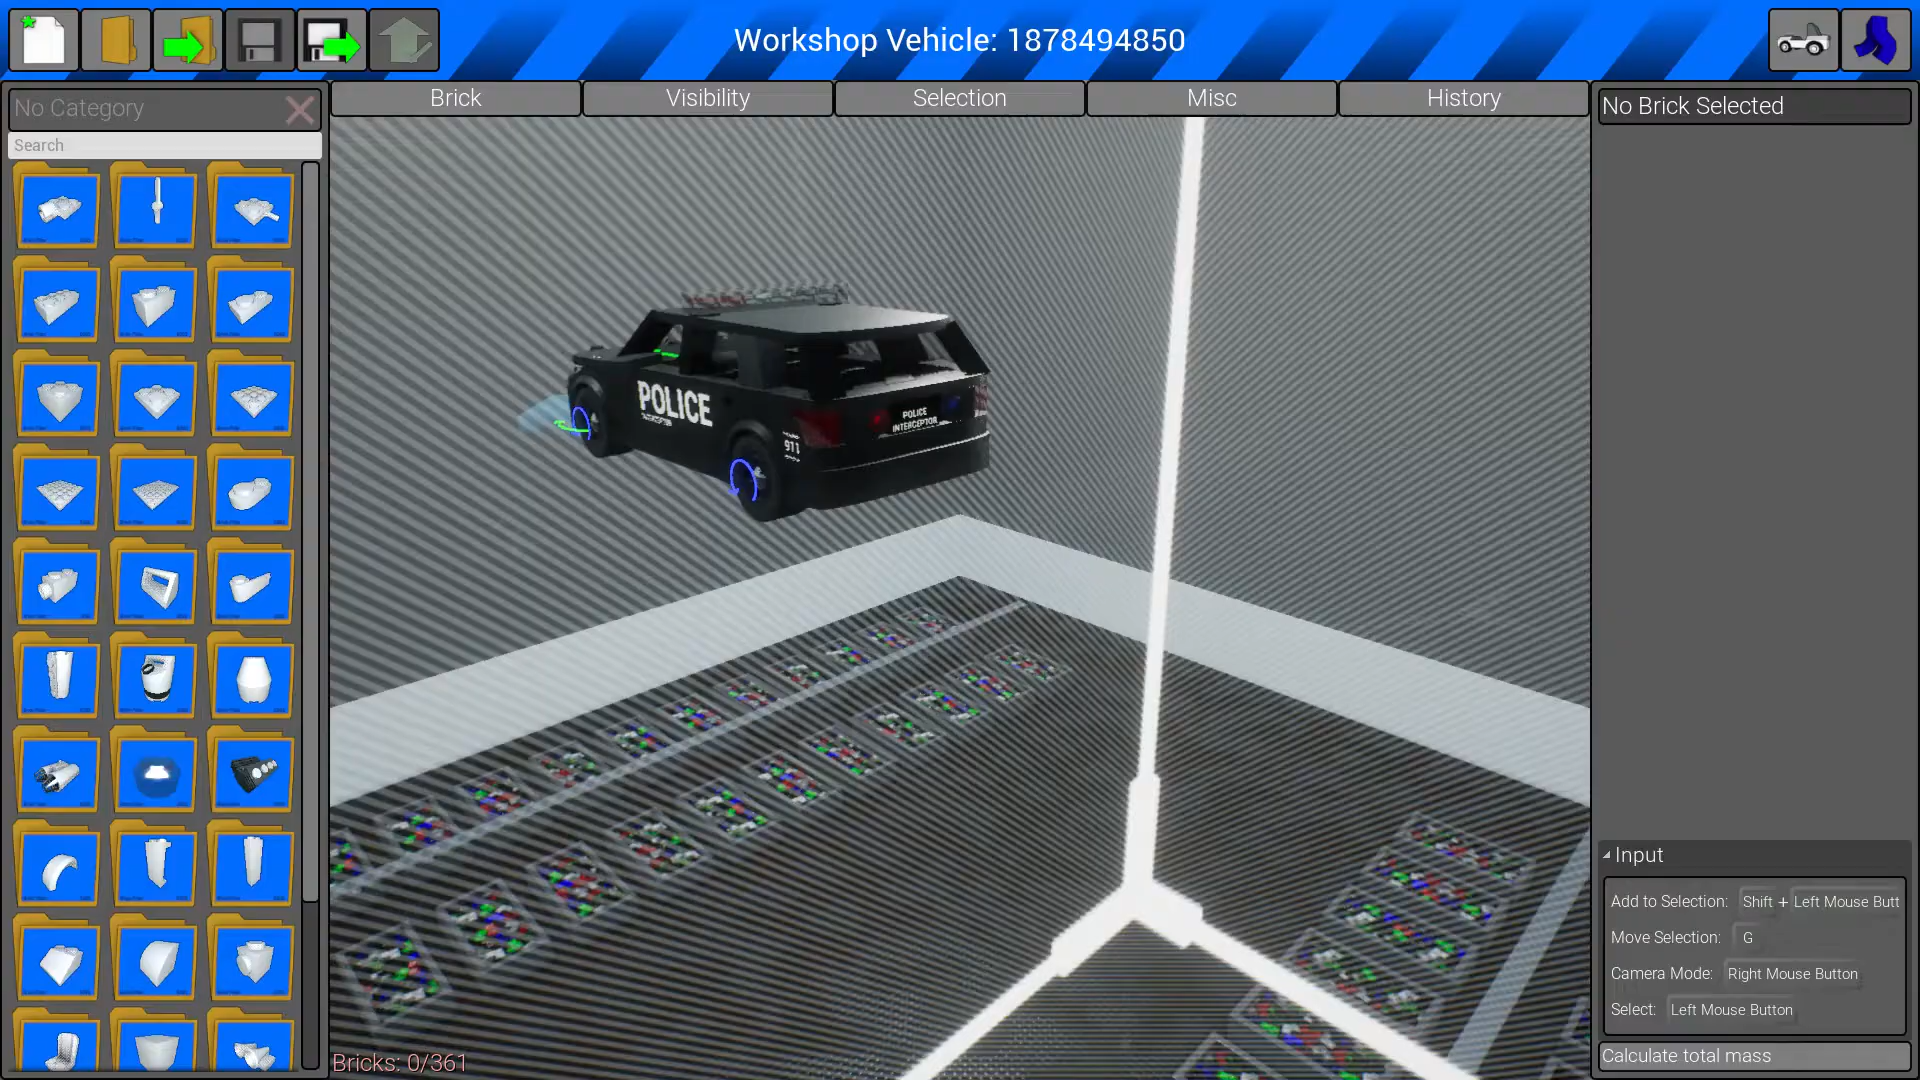 Workshop Vehicle: 1878494850
No Category
Search
Brick
Visibility
Selection
Misc
History
No Brick Selected
POLICE
INTERCEPTOR
911
POLICE
INTERCEPTOR
Input
Add to Selection: Shift + Left Mouse Butt
Move Selection: G
Camera Mode: Right Mouse Button
Select: Left Mouse Button
Calculate total mass
Bricks: 0/361